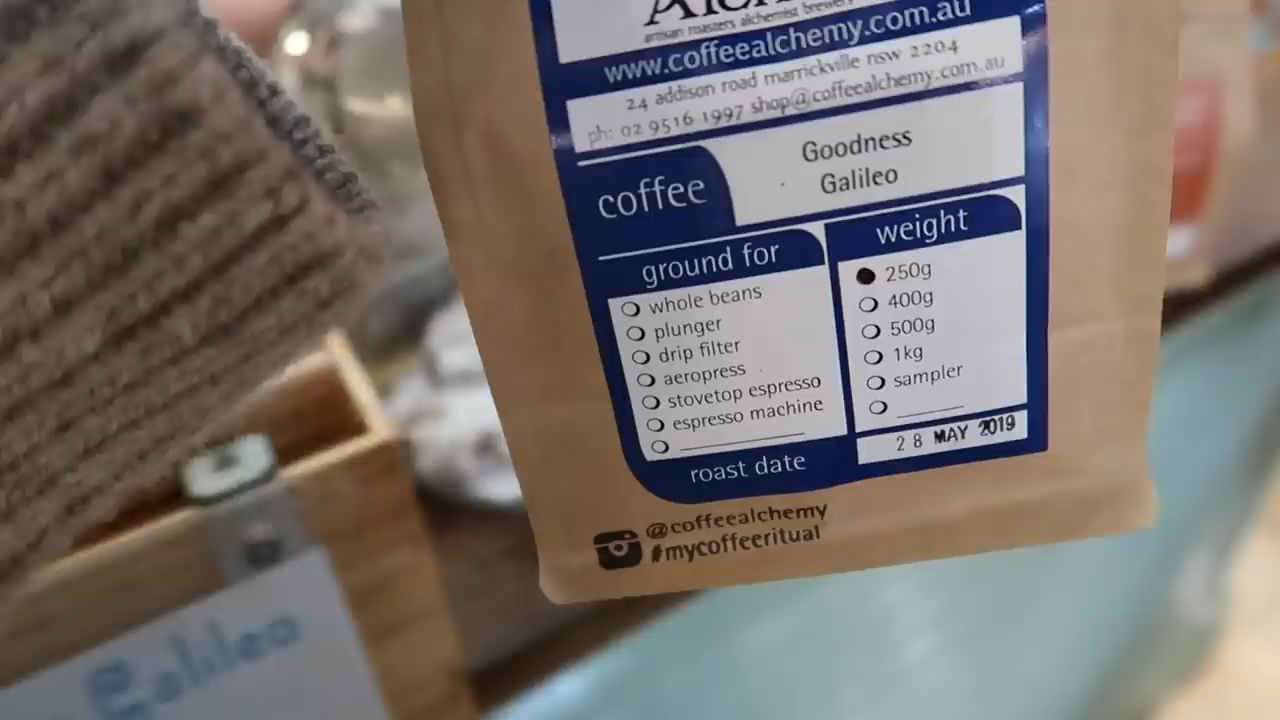 artisan roasters alchemist brewers
www.coffeealchemy.com.au
24 addison road marrickville nsw 2204
ph: 02 9516 1997 shop@coffeealchemy.com.au
coffee
Goodness
Galileo
ground for
whole beans
plunger
drip filter
aeropress
stovetop espresso
espresso machine
weight
250g
400g
500g
1kg
sampler
roast date
28 MAY 2019
@coffeealchemy
#mycoffeeritual
Galileo